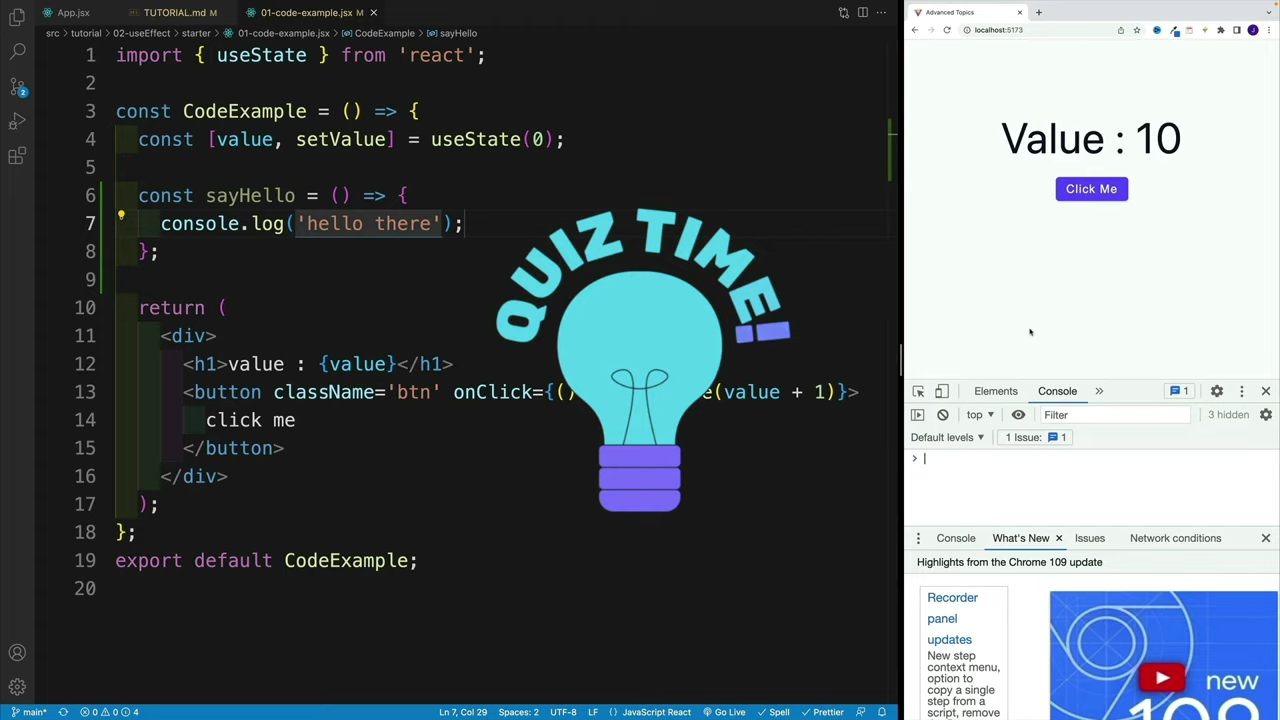 App.jsx
TUTORIAL.md M
01-code-example.jsx M
src > tutorial > 02-useEffect > starter > 01-code-example.jsx > CodeExample > sayHello
1 import { useState } from 'react';
2
3 const CodeExample = () => {
4 const [value, setValue] = useState(0);
5
6 const sayHello = () => {
7 console.log('hello there');
8 };
9
10 return (
11 <div>
12 <h1>value : {value}</h1>
13 <button className='btn' onClick={() e(value + 1)}>
14 click me
15 </button>
16 </div>
17 );
18 };
19 export default CodeExample;
20
QUIZ TIME!
2
main*
0 0 4
Ln 7, Col 29 Spaces: 2 UTF-8 LF { } JavaScript React Go Live Spell Prettier
Advanced Topics
localhost:5173
J
Value : 10
Click Me
Elements Console 1
top Filter 3 hidden
Default levels 1 Issue: 1
>
Console What's New Issues Network conditions
Highlights from the Chrome 109 update
Recorder
panel
updates
New step
context menu,
option to
copy a single
step from a
script, remove
new
109